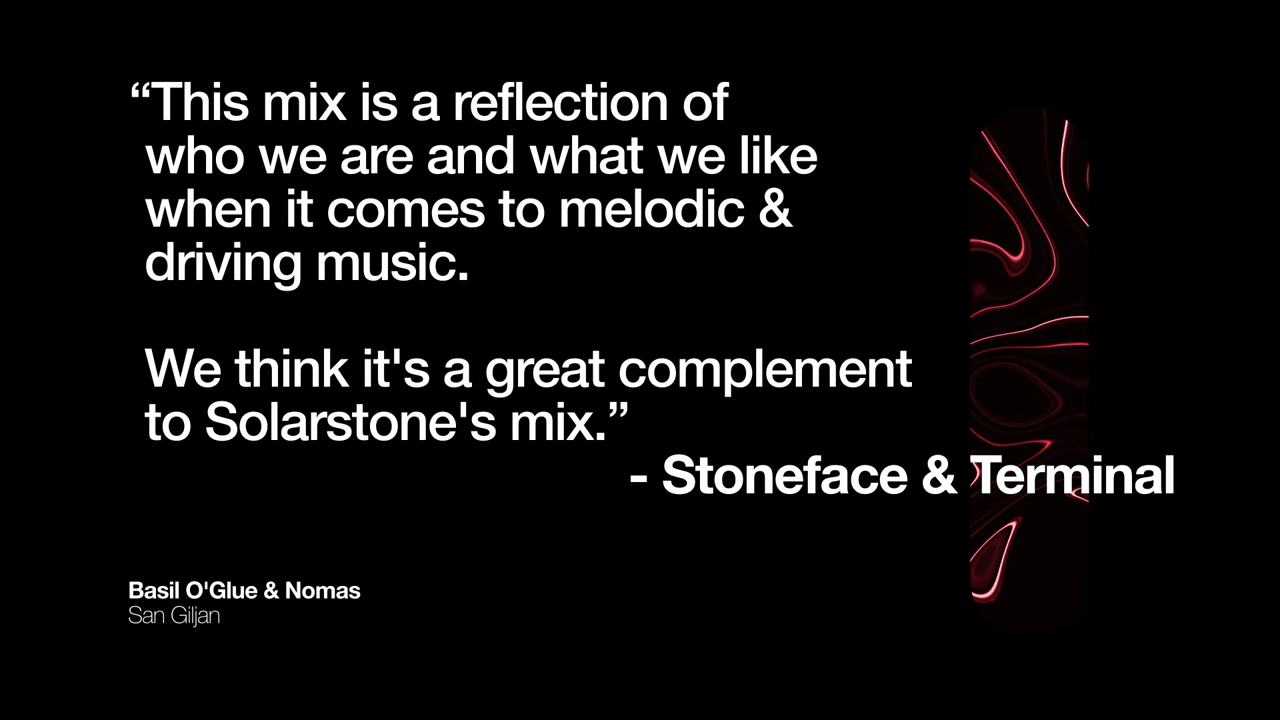 “This mix is a reflection of
who we are and what we like
when it comes to melodic &
driving music.
We think it's a great complement
to Solarstone's mix.”
- Stoneface & Terminal
Basil O'Glue & Nomas
San Giljan